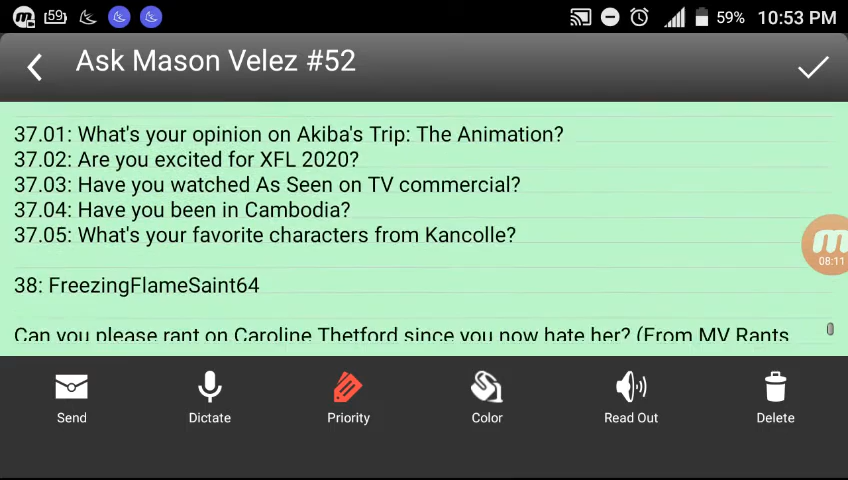 59
59%
10:53 PM
Ask Mason Velez #52
37.01: What's your opinion on Akiba's Trip: The Animation?
37.02: Are you excited for XFL 2020?
37.03: Have you watched As Seen on TV commercial?
37.04: Have you been in Cambodia?
37.05: What's your favorite characters from Kancolle?
08:11
38: FreezingFlameSaint64
Can you please rant on Caroline Thetford since you now hate her? (From MV Rants
Send
Dictate
Priority
Color
Read Out
Delete